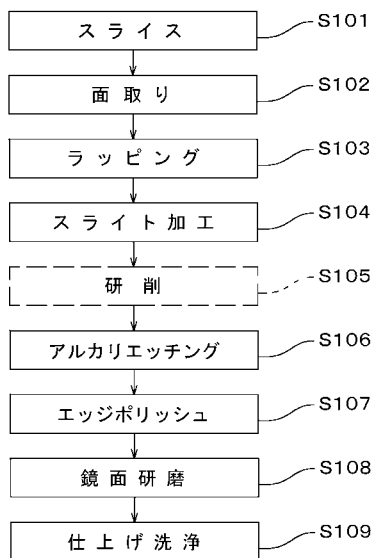 スライス S101
面取り S102
ラッピング S103
スライト加工 S104
研削 S105
アルカリエッチング S106
エッジポリッシュ S107
鏡面研磨 S108
仕上げ洗浄 S109